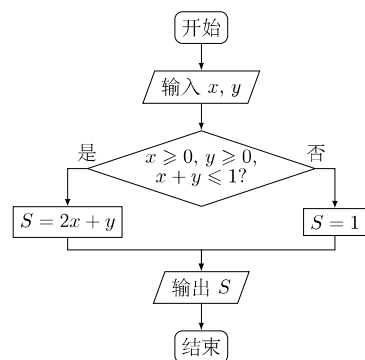 开始
输入 x, y
x ⩾ 0, y ⩾ 0,
x + y ⩽ 1?
是
否
S = 2x + y
S = 1
输出 S
结束